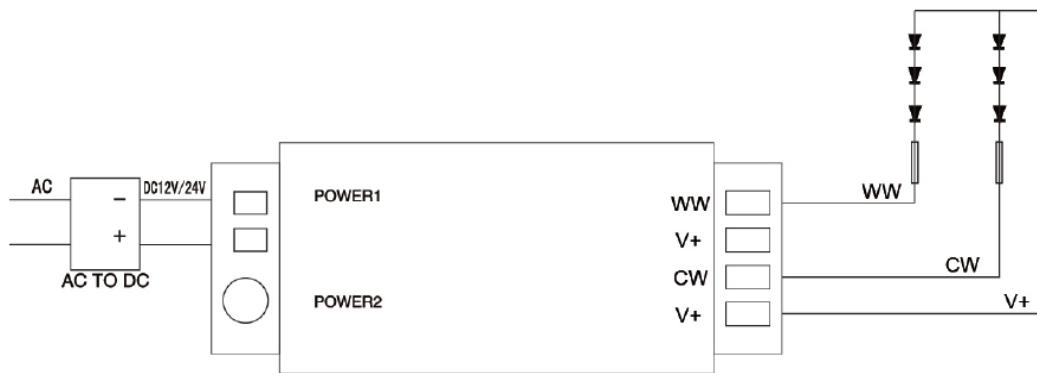 AC
DC12V/24V
−
+
AC TO DC
POWER1
POWER2
WW
V+
CW
V+
WW
CW
V+